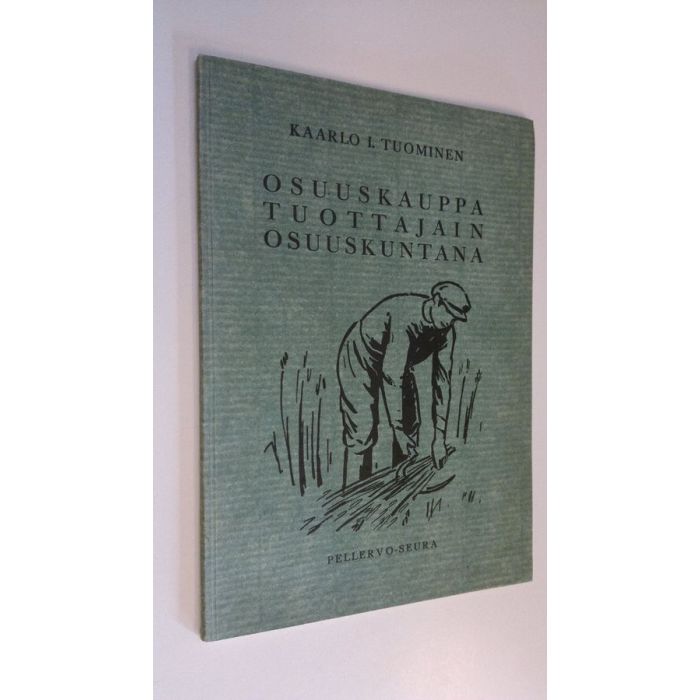 KAARLO I. TUOMINEN
OSUUSKAUPPA
TUOTTAJAIN
OSUUSKUNTANA
PELLERVO-SEURA